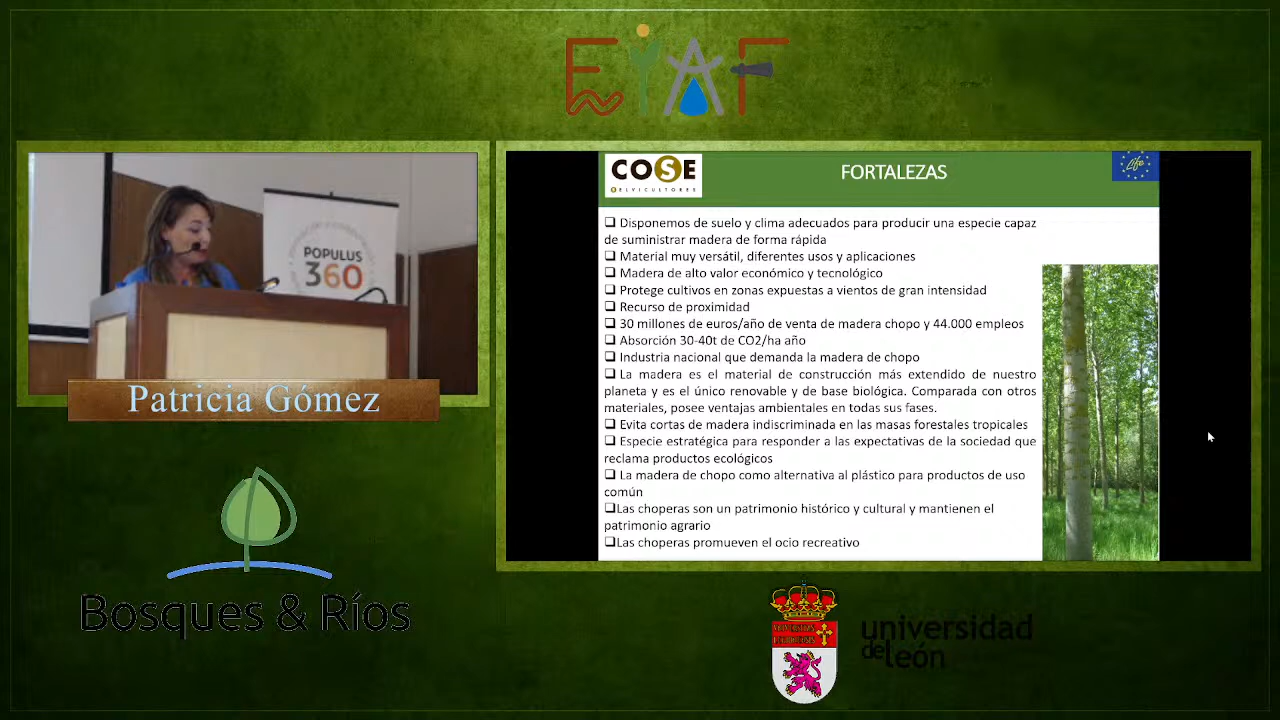 EIAF
COSE
SELVICULTORES
FORTALEZAS
Life
❑ Disponemos de suelo y clima adecuados para producir una especie capaz
de suministrar madera de forma rápida
❑ Material muy versátil, diferentes usos y aplicaciones
❑ Madera de alto valor económico y tecnológico
❑ Protege cultivos en zonas expuestas a vientos de gran intensidad
❑ Recurso de proximidad
❑ 30 millones de euros/año de venta de madera chopo y 44.000 empleos
❑ Absorción 30-40t de CO2/ha año
❑ Industria nacional que demanda la madera de chopo
❑ La madera es el material de construcción más extendido de nuestro
planeta y es el único renovable y de base biológica. Comparada con otros
materiales, posee ventajas ambientales en todas sus fases.
❑ Evita cortas de madera indiscriminada en las masas forestales tropicales
❑ Especie estratégica para responder a las expectativas de la sociedad que
reclama productos ecológicos
❑ La madera de chopo como alternativa al plástico para productos de uso
común
❑Las choperas son un patrimonio histórico y cultural y mantienen el
patrimonio agrario
❑Las choperas promueven el ocio recreativo
POPULUS
360
Patricia Gómez
Bosques & Ríos
universidad
de león